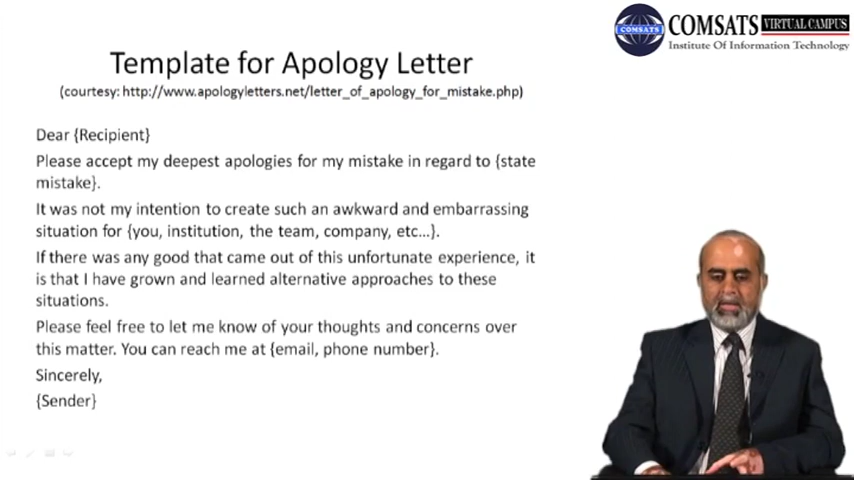 COMSATS VIRTUAL CAMPUS
Institute Of Information Technology
COMSATS
Template for Apology Letter
(courtesy: http://www.apologyletters.net/letter_of_apology_for_mistake.php)
Dear {Recipient}
Please accept my deepest apologies for my mistake in regard to {state
mistake}.
It was not my intention to create such an awkward and embarrassing
situation for {you, institution, the team, company, etc...}.
If there was any good that came out of this unfortunate experience, it
is that I have grown and learned alternative approaches to these
situations.
Please feel free to let me know of your thoughts and concerns over
this matter. You can reach me at {email, phone number}.
Sincerely,
{Sender}